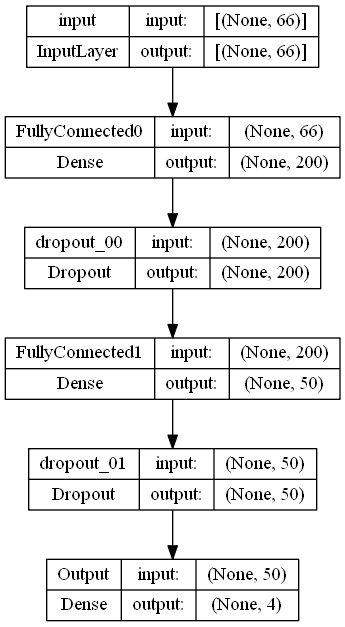 input input: [(None, 66)]
InputLayer output: [(None, 66)]
FullyConnected0 input: (None, 66)
Dense output: (None, 200)
dropout_00 input: (None, 200)
Dropout output: (None, 200)
FullyConnected1 input: (None, 200)
Dense output: (None, 50)
dropout_01 input: (None, 50)
Dropout output: (None, 50)
Output input: (None, 50)
Dense output: (None, 4)